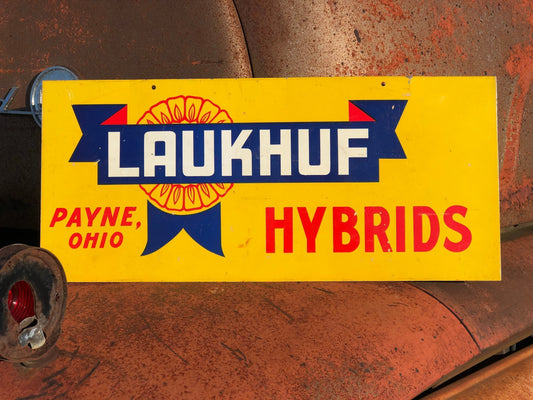 LAUKHUF
PAYNE,
OHIO
HYBRIDS